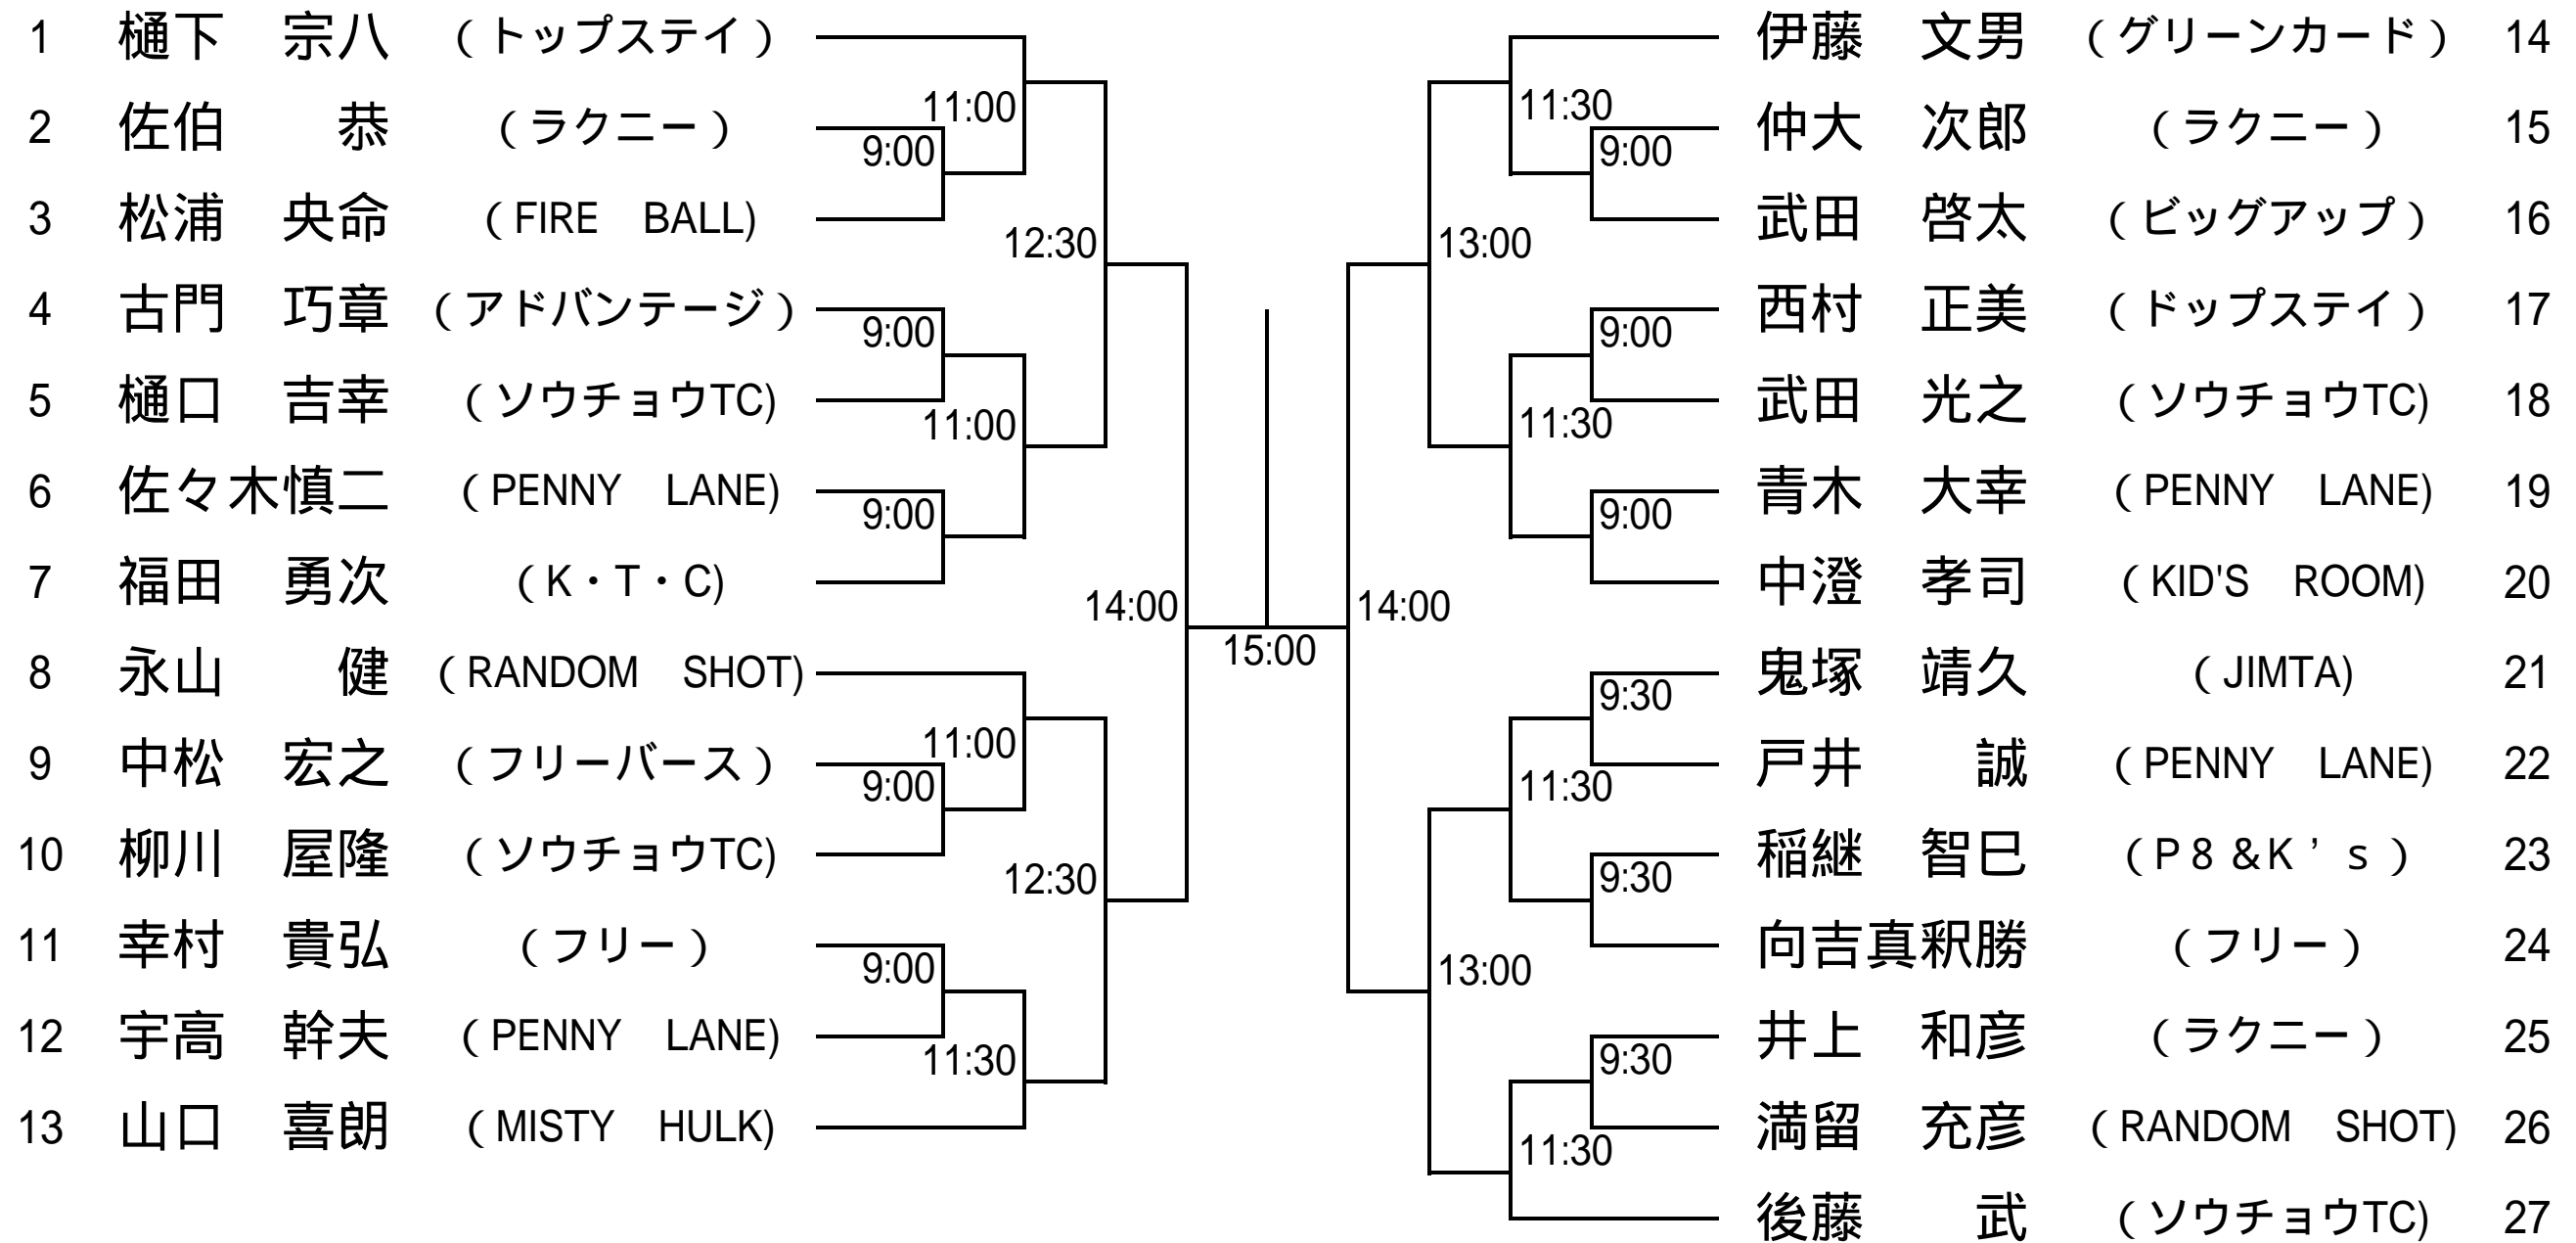 1 樋下　宗八 （トップステイ） 伊藤　文男 （グリーンカード） 14
11:00 11:30
2 佐伯　　恭 （ラクニー） 仲大　次郎 （ラクニー） 15
9:00 9:00
3 松浦　央命 （FIRE　BALL) 武田　啓太 （ビッグアップ） 16
12:30 13:00
4 古門　巧章 （アドバンテージ） 西村　正美 （ドップステイ） 17
9:00 9:00
5 樋口　吉幸 （ソウチョウTC) 武田　光之 （ソウチョウTC) 18
11:00 11:30
6 佐々木慎二 （PENNY　LANE) 青木　大幸 （PENNY　LANE) 19
9:00 9:00
7 福田　勇次 （K・T・C) 中澄　孝司 （KID'S　ROOM) 20
14:00 14:00
15:00
8 永山　　健 （RANDOM　SHOT) 鬼塚　靖久 （JIMTA) 21
9:30
11:00
9 中松　宏之 （フリーバース） 戸井　　誠 （PENNY　LANE) 22
9:00 11:30
10 柳川　屋隆 （ソウチョウTC) 稲継　智巳 （P８&K’ｓ） 23
12:30 9:30
11 幸村　貴弘 （フリー） 向吉真釈勝 （フリー） 24
9:00 13:00
12 宇高　幹夫 （PENNY　LANE) 井上　和彦 （ラクニー） 25
11:30 9:30
13 山口　喜朗 （MISTY　HULK) 満留　充彦 （RANDOM　SHOT) 26
11:30
後藤　　武 （ソウチョウTC) 27